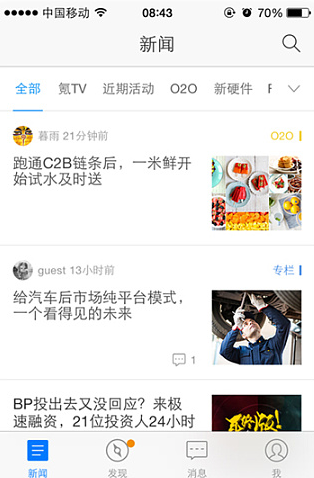 中国移动
08:43
70%
新闻
全部 氪TV 近期活动 O2O 新硬件
暮雨 21分钟前
O2O
跑通C2B链条后，一米鲜开
始试水及时送
guest 13小时前
专栏
给汽车后市场纯平台模式，
一个看得见的未来
1
BP投出去又没回应？来极
速融资，21位投资人24小时
新闻
发现
消息
我